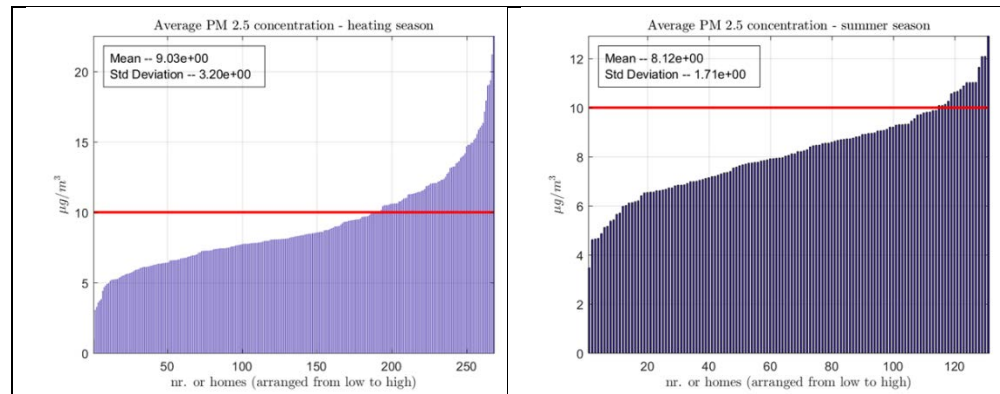 Average PM 2.5 concentration - heating season
Mean -- 9.03e+00
Std Deviation -- 3.20e+00
20
15
10
5
0
μg/m³
50
100
150
200
250
nr. or homes (arranged from low to high)
Average PM 2.5 concentration - summer season
Mean -- 8.12e+00
Std Deviation -- 1.71e+00
12
10
8
6
4
2
0
μg/m³
20
40
60
80
100
120
nr. or homes (arranged from low to high)